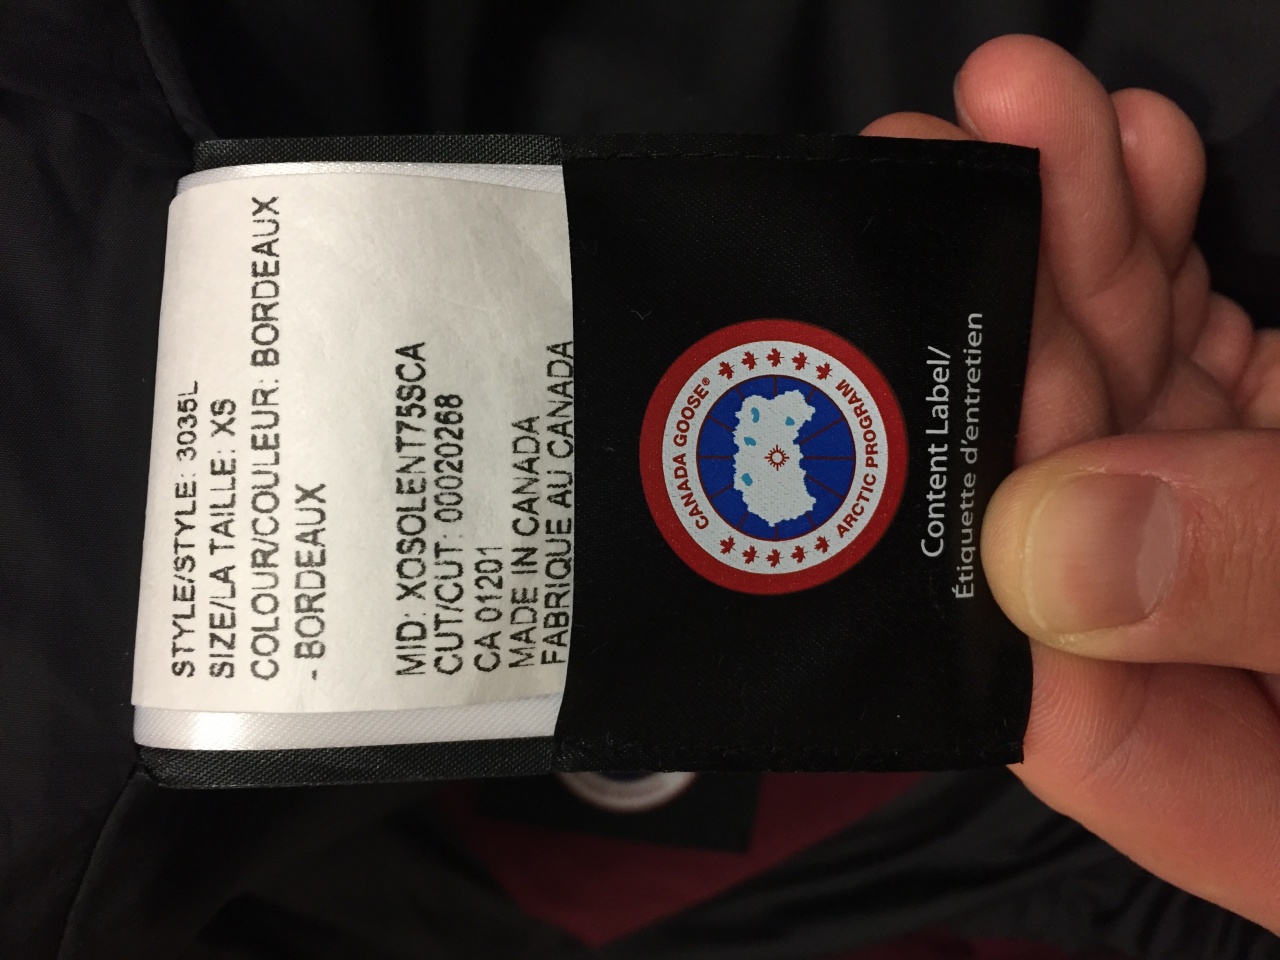 STYLE/STYLE: 3035L
SIZE/LA TAILLE: XS
COLOUR/COULEUR: BORDEAUX
- BORDEAUX
MID: XOSOLENT75SCA
CUT/CUT: 00020268
CA 01201
MADE IN CANADA
FABRIQUE AU CANADA
CANADA GOOSE®
ARCTIC PROGRAM
Content Label/
Étiquette d'entretien